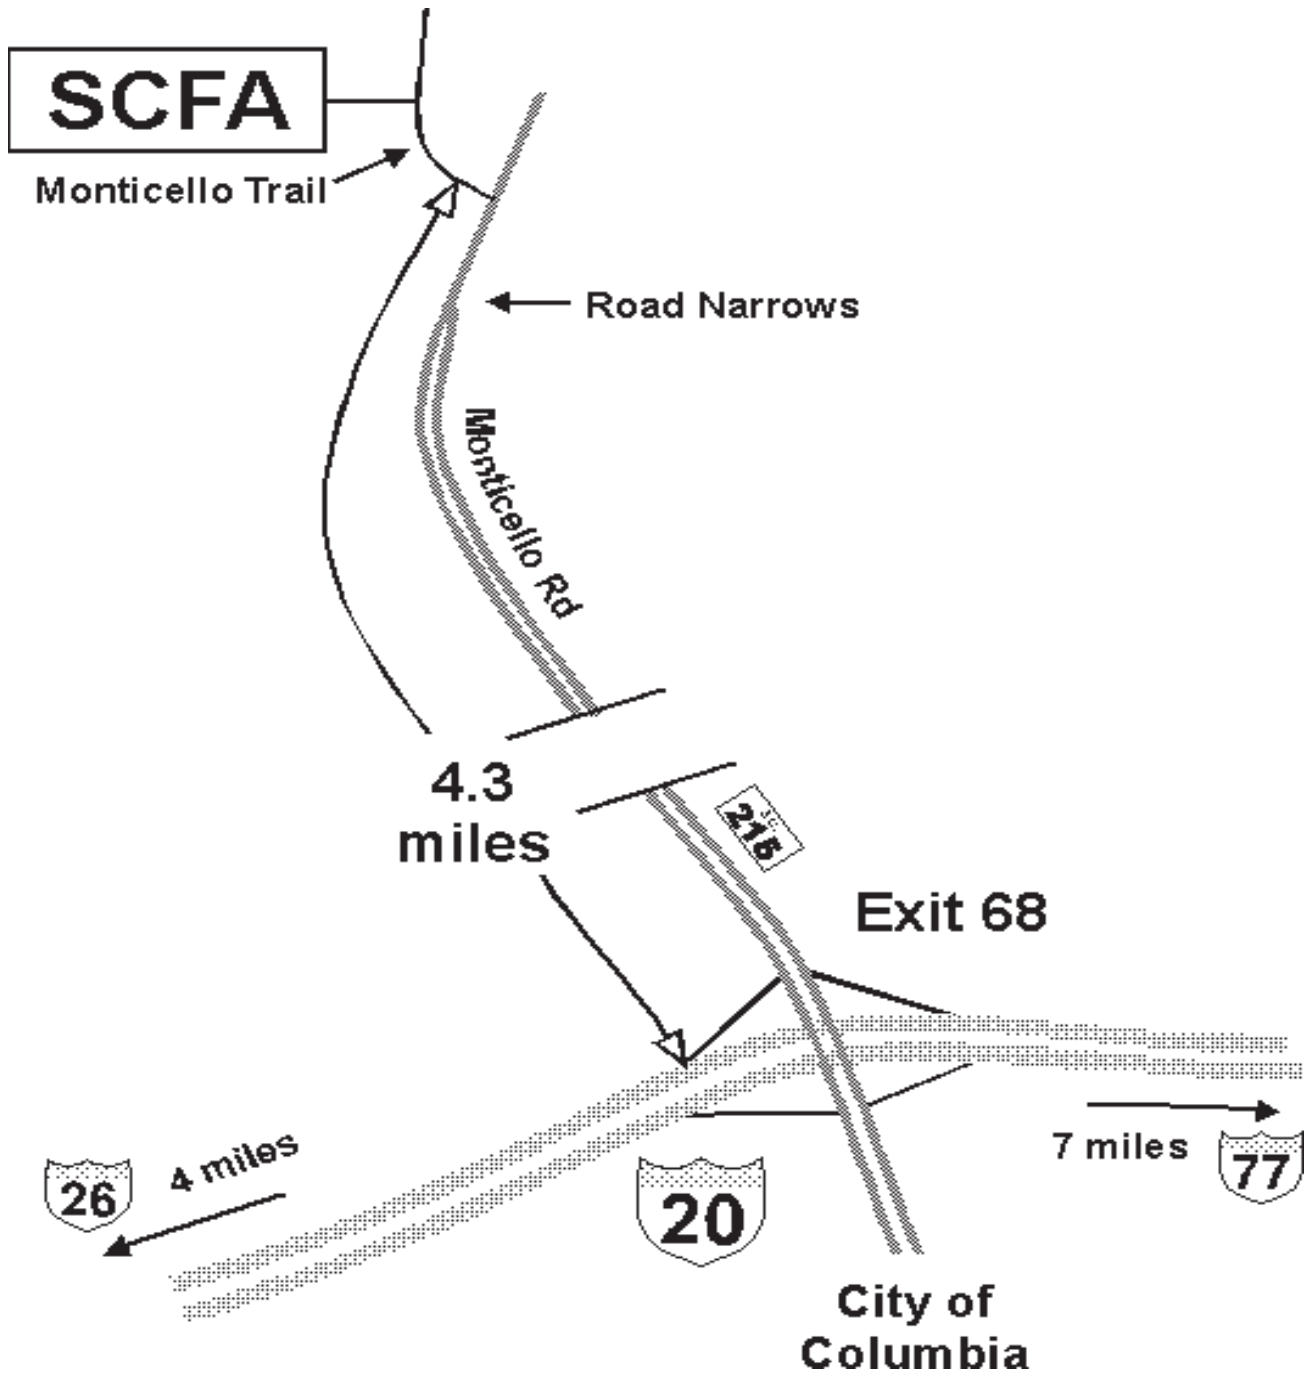 SCFA
Monticello Trail
Road Narrows
Monticello Rd
4.3
miles
SC
215
Exit 68
26
4 miles
20
7 miles
77
City of
Columbia